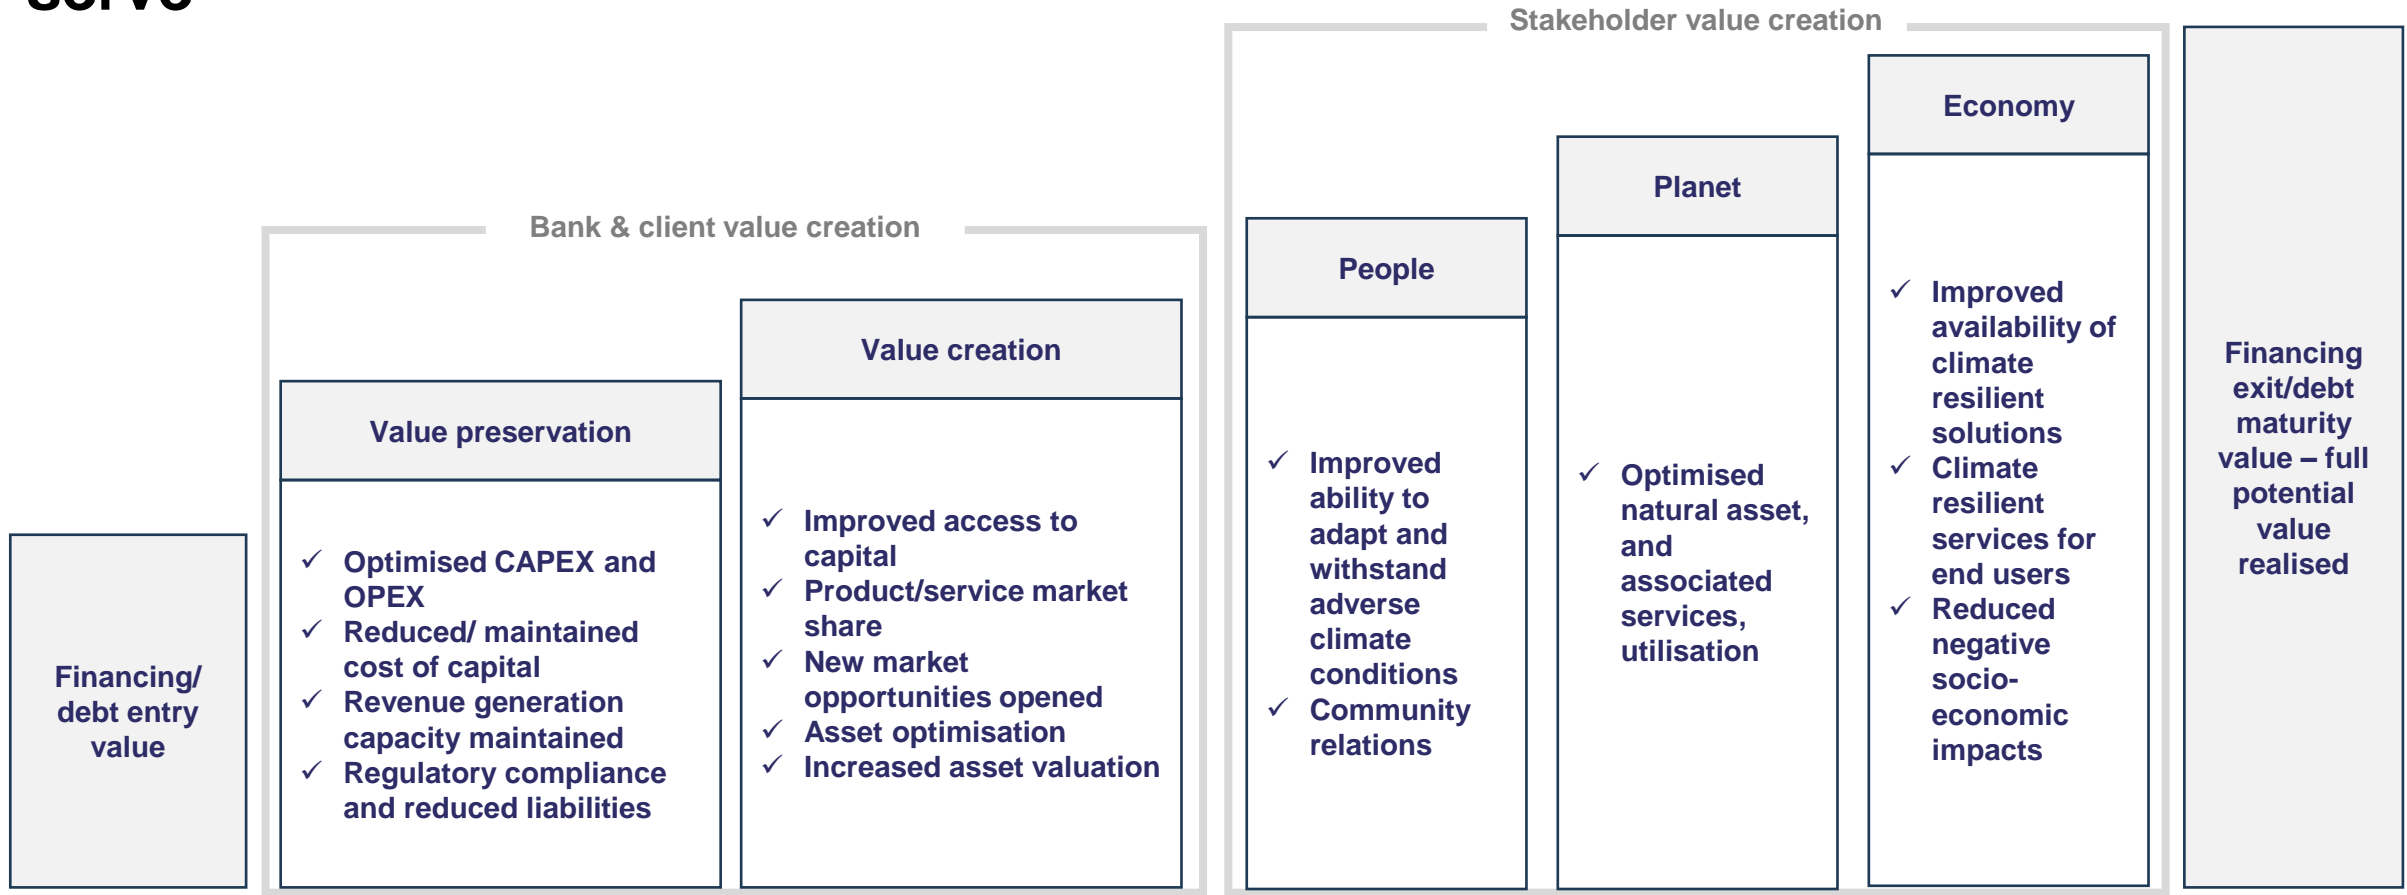 serve
Stakeholder value creation
Bank & client value creation
Financing/
debt entry
value
Value preservation
✓ Optimised CAPEX and
OPEX
✓ Reduced/ maintained
cost of capital
✓ Revenue generation
capacity maintained
✓ Regulatory compliance
and reduced liabilities
Value creation
✓ Improved access to
capital
✓ Product/service market
share
✓ New market
opportunities opened
✓ Asset optimisation
✓ Increased asset valuation
People
✓ Improved
ability to
adapt and
withstand
adverse
climate
conditions
✓ Community
relations
Planet
✓ Optimised
natural asset,
and
associated
services,
utilisation
Economy
✓ Improved
availability of
climate
resilient
solutions
✓ Climate
resilient
services for
end users
✓ Reduced
negative
socio-
economic
impacts
Financing
exit/debt
maturity
value – full
potential
value
realised